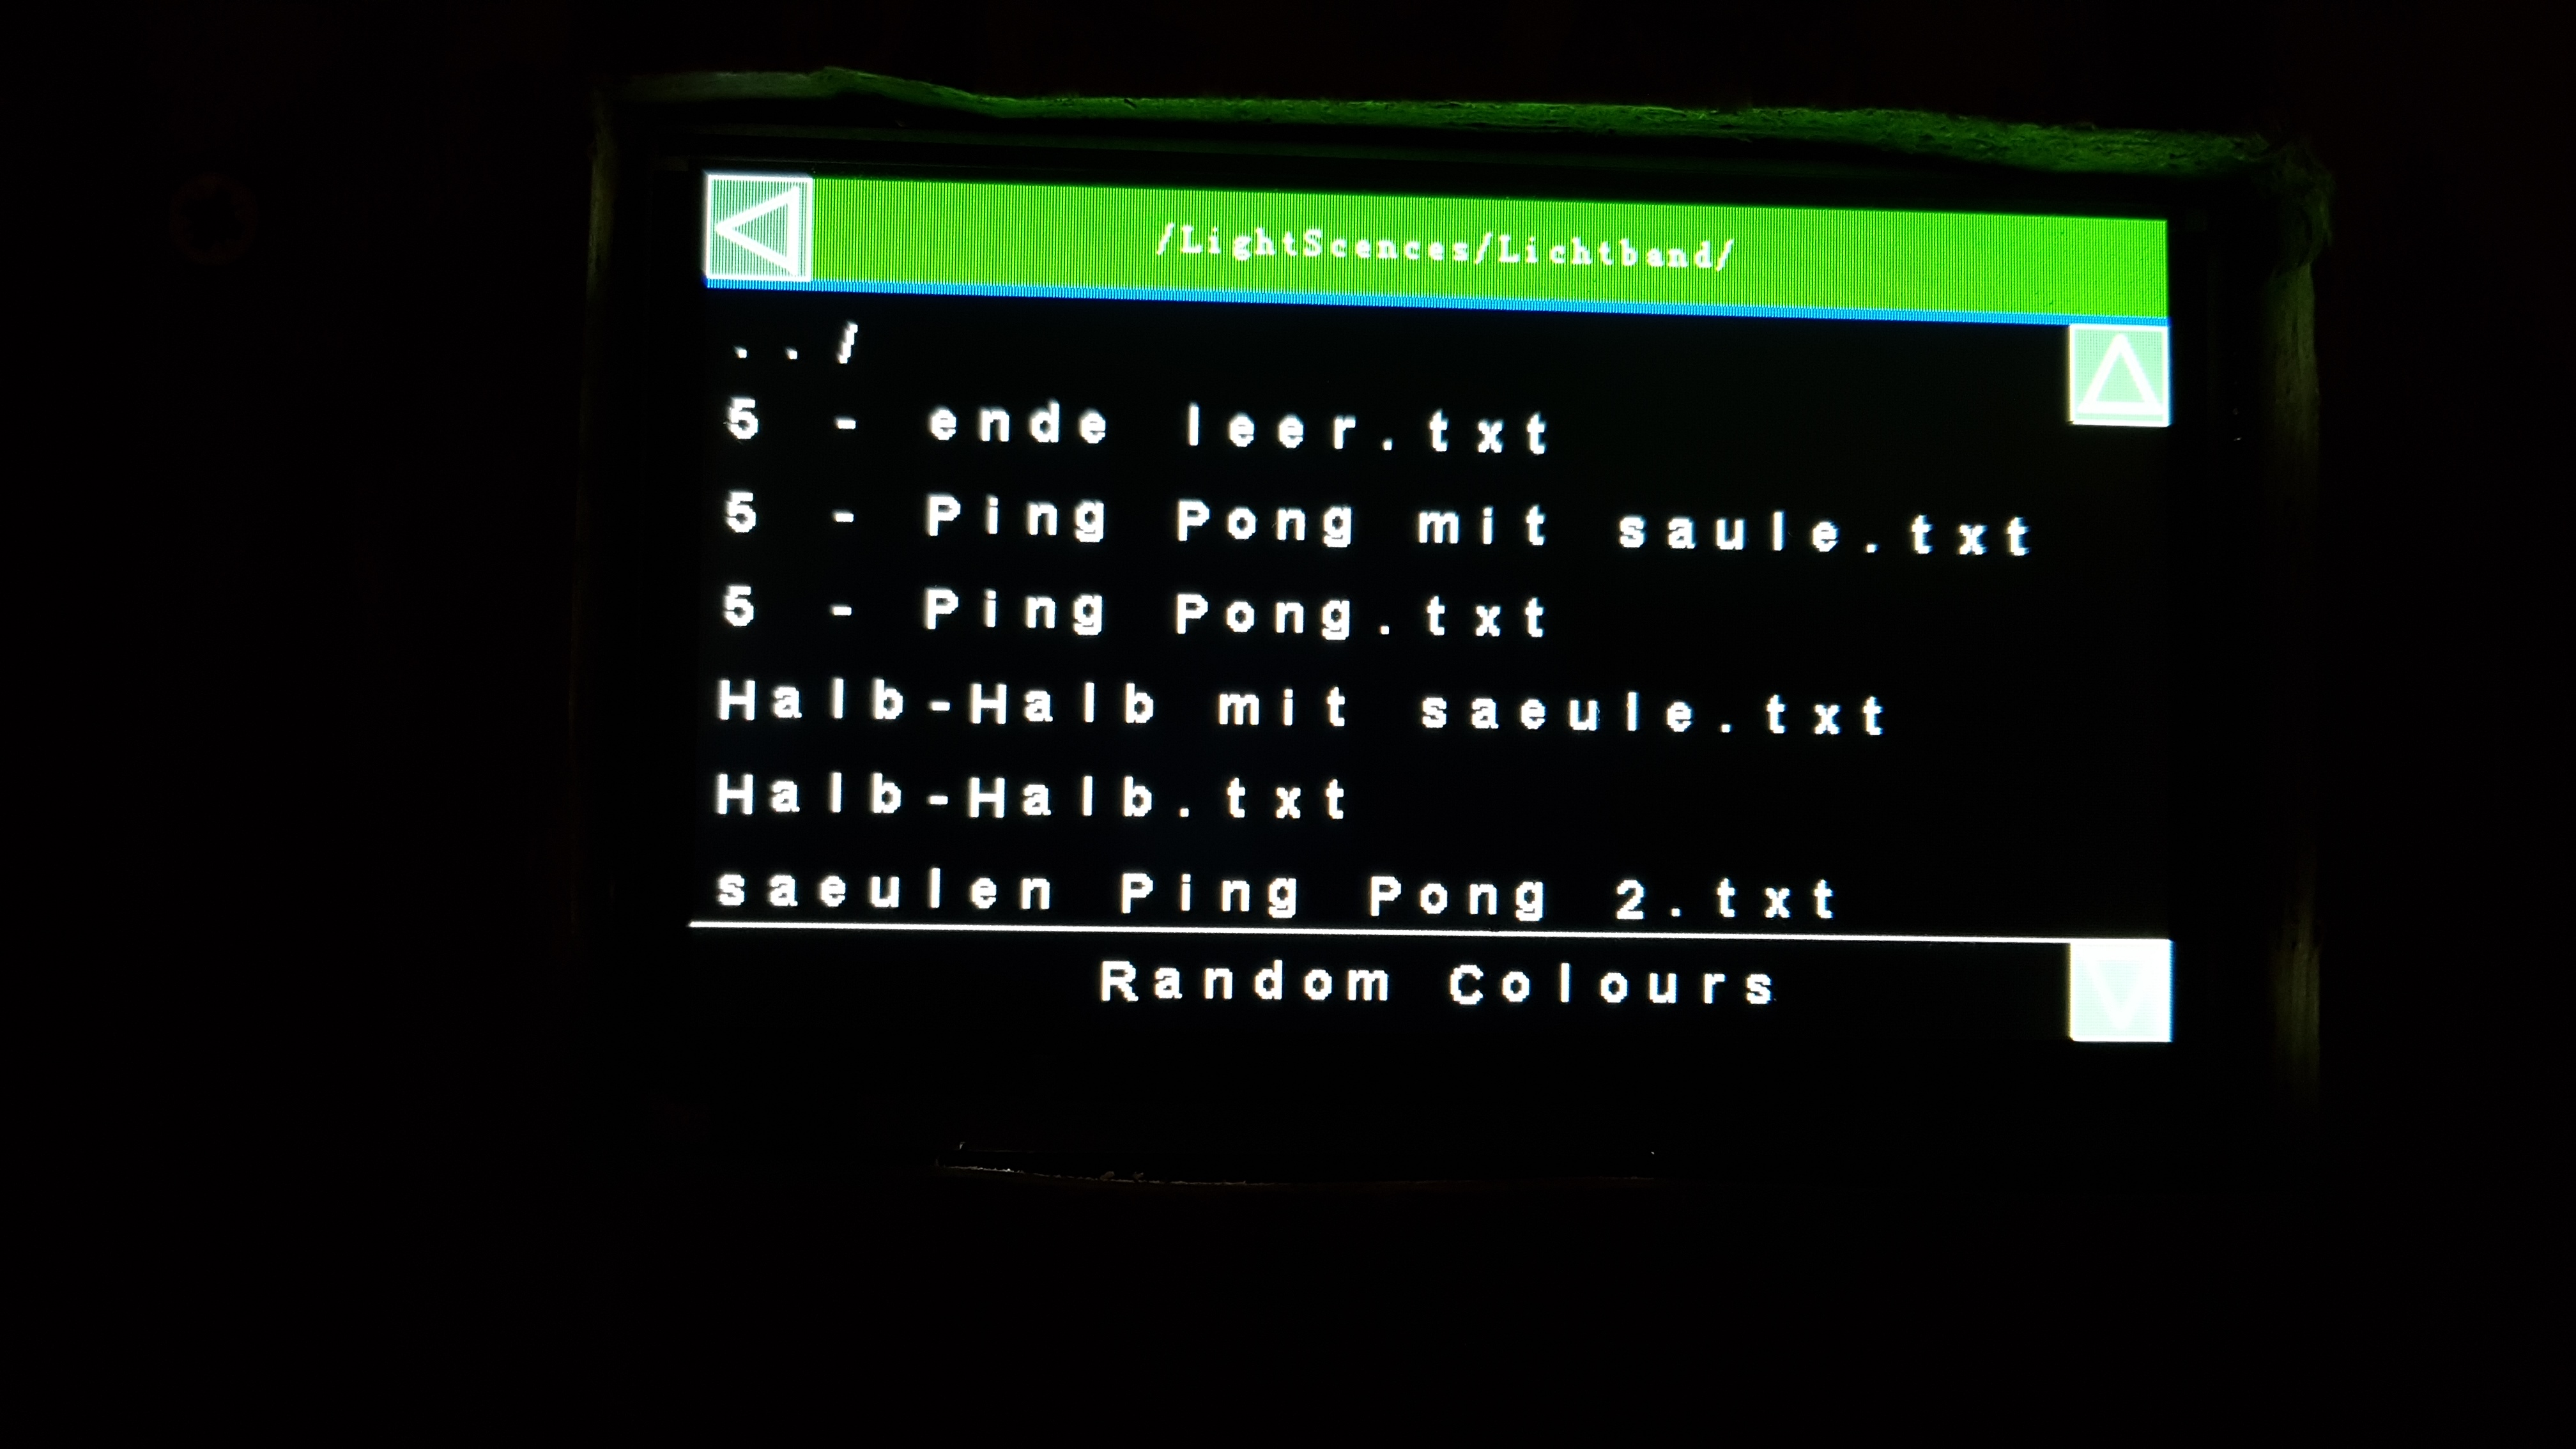 /LightScences/Lichtband/
../
5 - ende leer.txt
5 - Ping Pong mit saule.txt
5 - Ping Pong.txt
Halb-Halb mit saeule.txt
Halb-Halb.txt
saeulen Ping Pong 2.txt
Random Colours